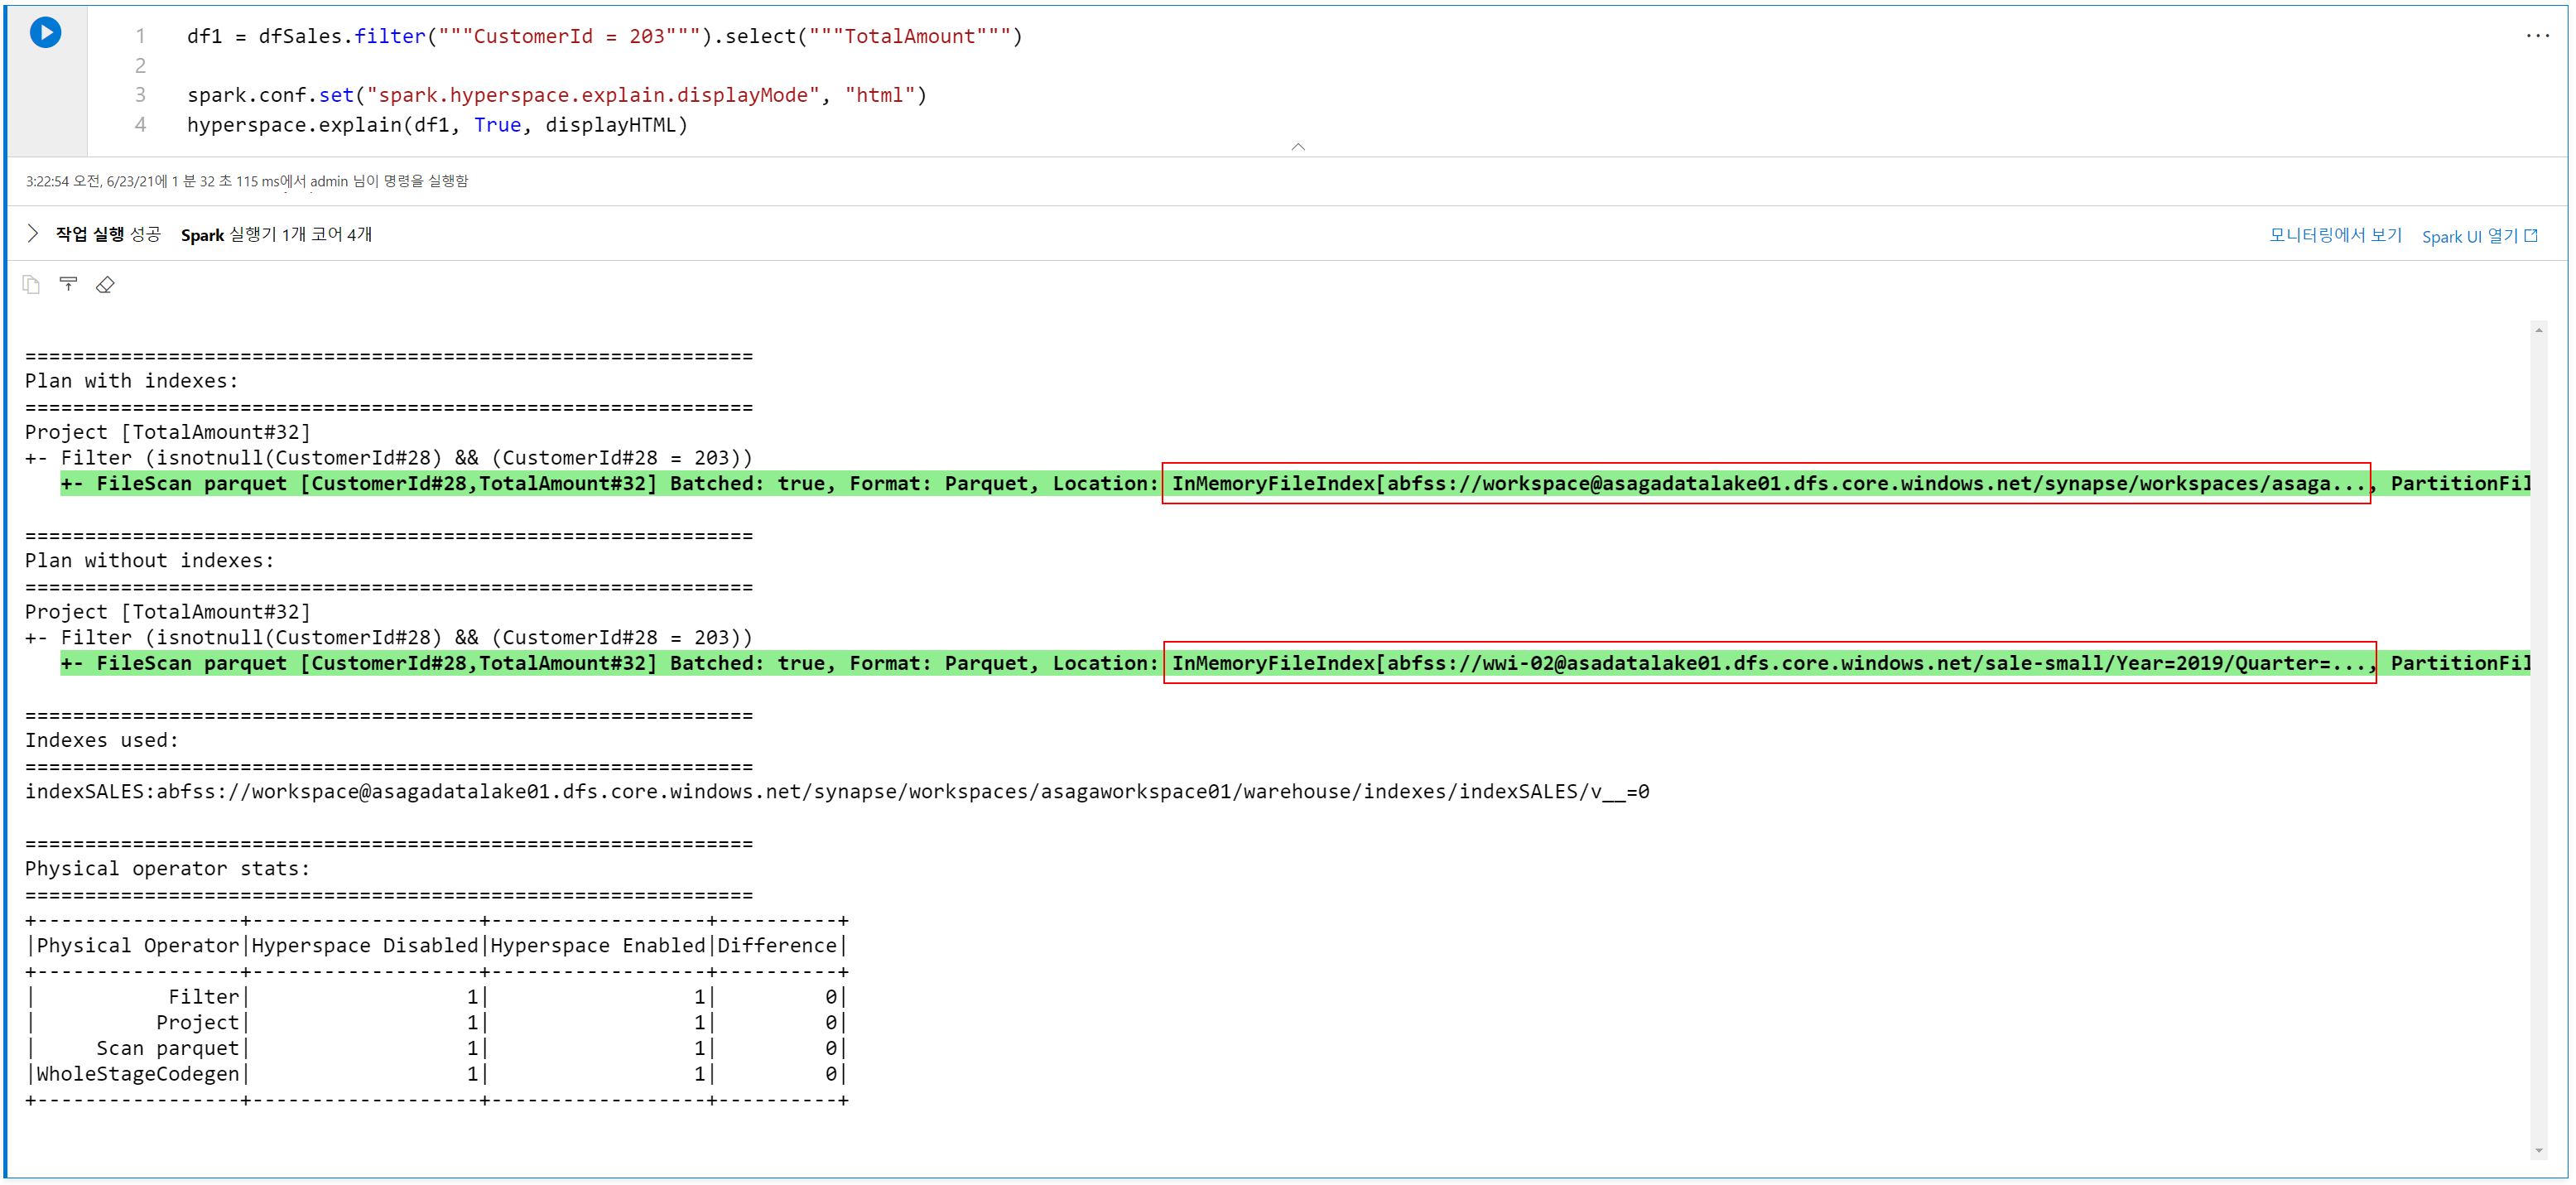 1 df1 = dfSales.filter("""CustomerId = 203""").select("""TotalAmount""")
...
2
3 spark.conf.set("spark.hyperspace.explain.displayMode", "html")
4 hyperspace.explain(df1, True, displayHTML)
3:22:54 오전, 6/23/21에 1 분 32 초 115 ms에서 admin 님이 명령을 실행함
작업 실행 성공 Spark 실행기 1개 코어 4개 모니터링에서 보기 Spark UI 열기
=============================================================
Plan with indexes:
=============================================================
Project [TotalAmount#32]
+- Filter (isnotnull(CustomerId#28) && (CustomerId#28 = 203))
+- FileScan parquet [CustomerId#28,TotalAmount#32] Batched: true, Format: Parquet, Location: InMemoryFileIndex[abfss://workspace@asagadatalake01.dfs.core.windows.net/synapse/workspaces/asaga..., PartitionFil
=============================================================
Plan without indexes:
=============================================================
Project [TotalAmount#32]
+- Filter (isnotnull(CustomerId#28) && (CustomerId#28 = 203))
+- FileScan parquet [CustomerId#28,TotalAmount#32] Batched: true, Format: Parquet, Location: InMemoryFileIndex[abfss://wwi-02@asadatalake01.dfs.core.windows.net/sale-small/Year=2019/Quarter=..., PartitionFil
=============================================================
Indexes used:
=============================================================
indexSALES:abfss://workspace@asagadatalake01.dfs.core.windows.net/synapse/workspaces/asagaworkspace01/warehouse/indexes/indexSALES/v__=0
=============================================================
Physical operator stats:
=============================================================
+-----------------+-------------------+------------------+----------+
|Physical Operator|Hyperspace Disabled|Hyperspace Enabled|Difference|
+-----------------+-------------------+------------------+----------+
|           Filter|                  1|                 1|         0|
|          Project|                  1|                 1|         0|
|     Scan parquet|                  1|                 1|         0|
|WholeStageCodegen|                  1|                 1|         0|
+-----------------+-------------------+------------------+----------+